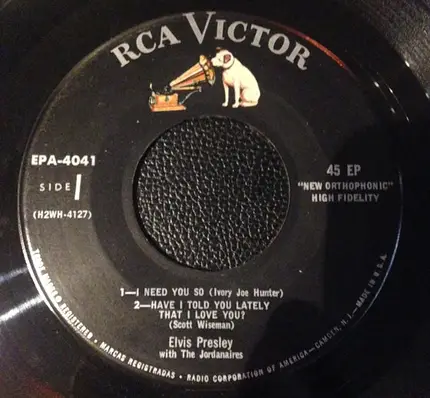 RCA VICTOR
EPA-4041
SIDE 1
(H2WH-4127)
45 EP
"NEW ORTHOPHONIC"
HIGH FIDELITY
1—I NEED YOU SO (Ivory Joe Hunter)
2—HAVE I TOLD YOU LATELY
THAT I LOVE YOU?
(Scott Wiseman)
Elvis Presley
with The Jordanaires
TMKS. ® REGISTERED • MARCAS REGISTRADAS • RADIO CORPORATION OF AMERICA—CAMDEN, N. J.—MADE IN U.S.A.